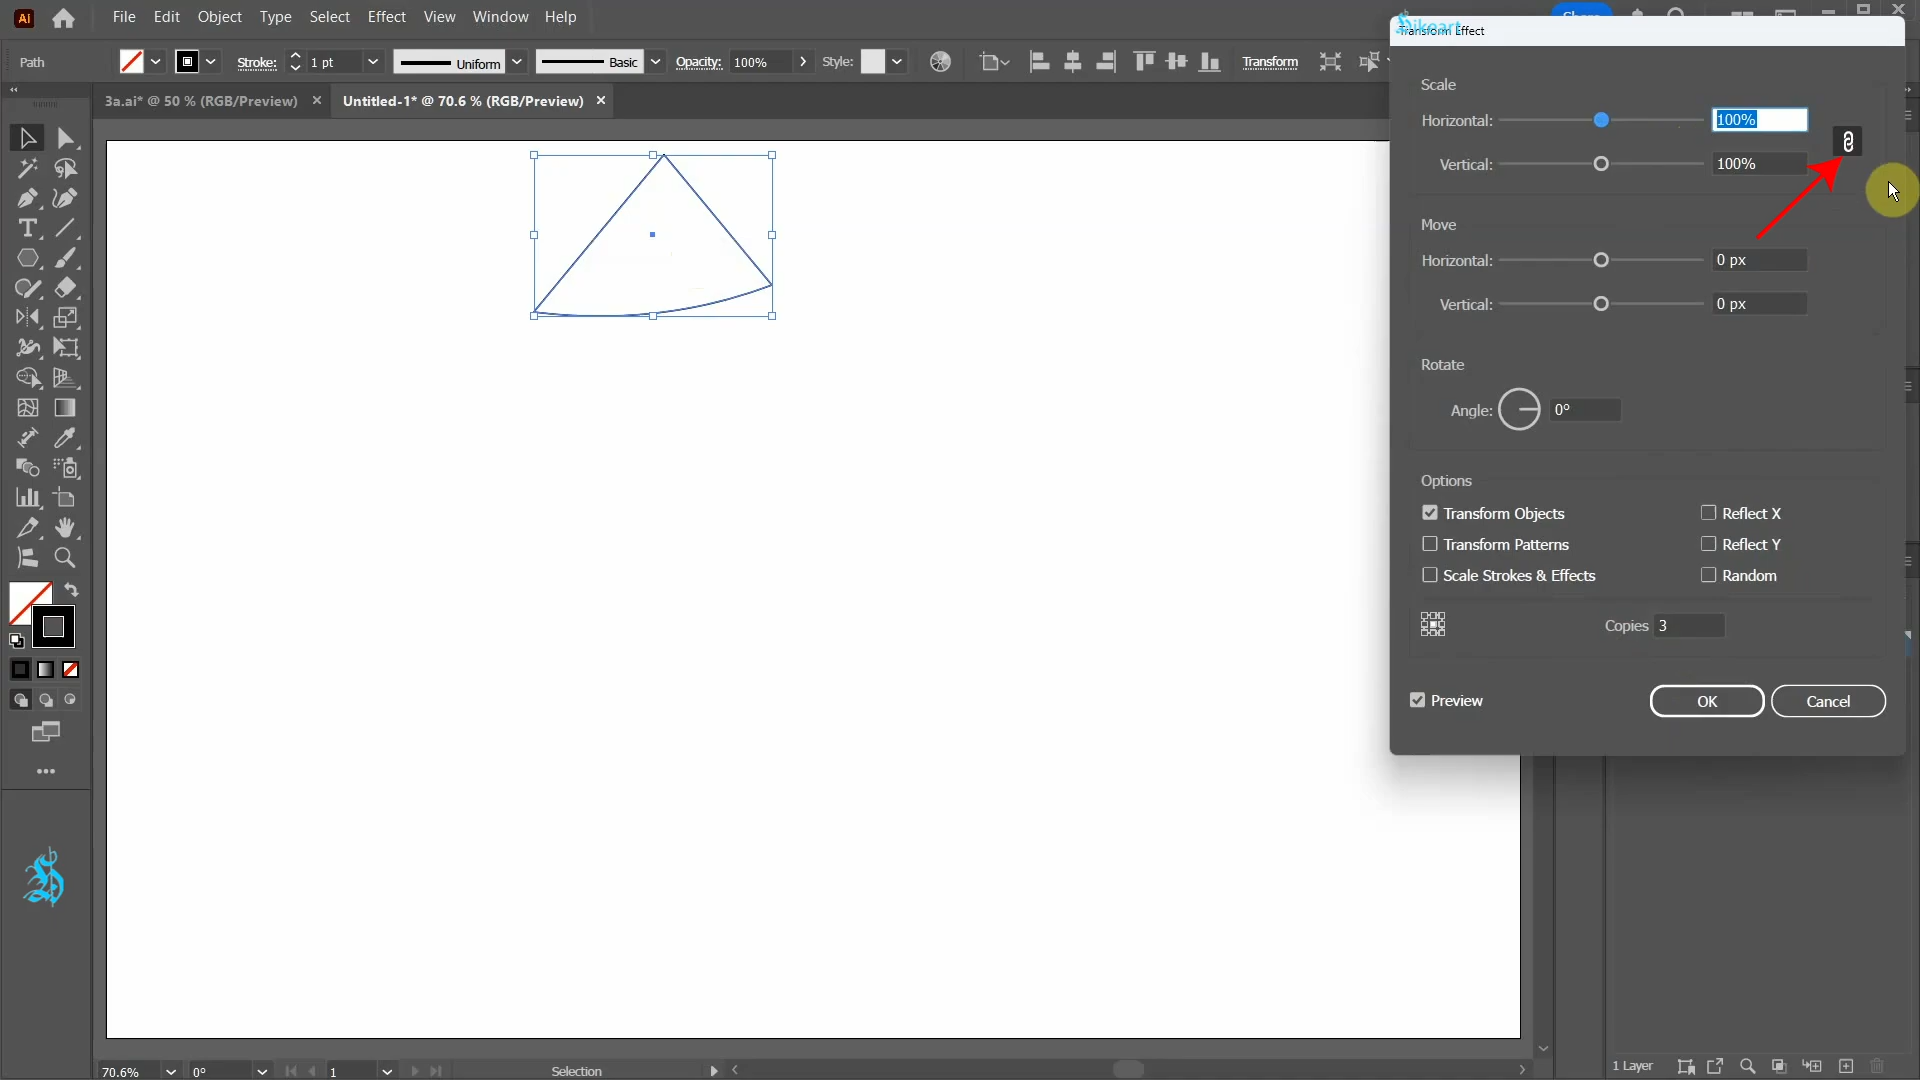 Ai File Edit Object Type Select Effect View Window Help
Path Stroke: 1 pt Uniform Basic Opacity: 100% Style: Transform
3a.ai* @ 50 % (RGB/Preview) × Untitled-1* @ 70.6 % (RGB/Preview) ×
Transform Effect
Scale
Horizontal: 100%
Vertical: 100%
Move
Horizontal: 0 px
Vertical: 0 px
Rotate
Angle: 0°
Options
Transform Objects Reflect X
Transform Patterns Reflect Y
Scale Strokes & Effects Random
Copies 3
Preview OK Cancel
70.6% 0° 1 Selection 1 Layer